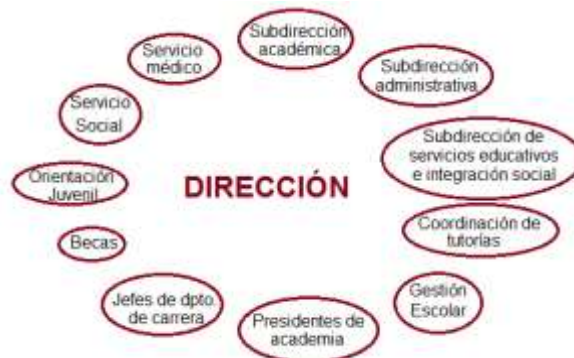 Subdirección
académica
Subdirección
administrativa
Subdirección de
servicios educativos
e integración social
Coordinación de
tutorías
Gestión
Escolar
Presidentes de
academia
Jefes de dpto.
de carrera
Becas
Orientación
Juvenil
Servicio
Social
Servicio
médico
DIRECCIÓN